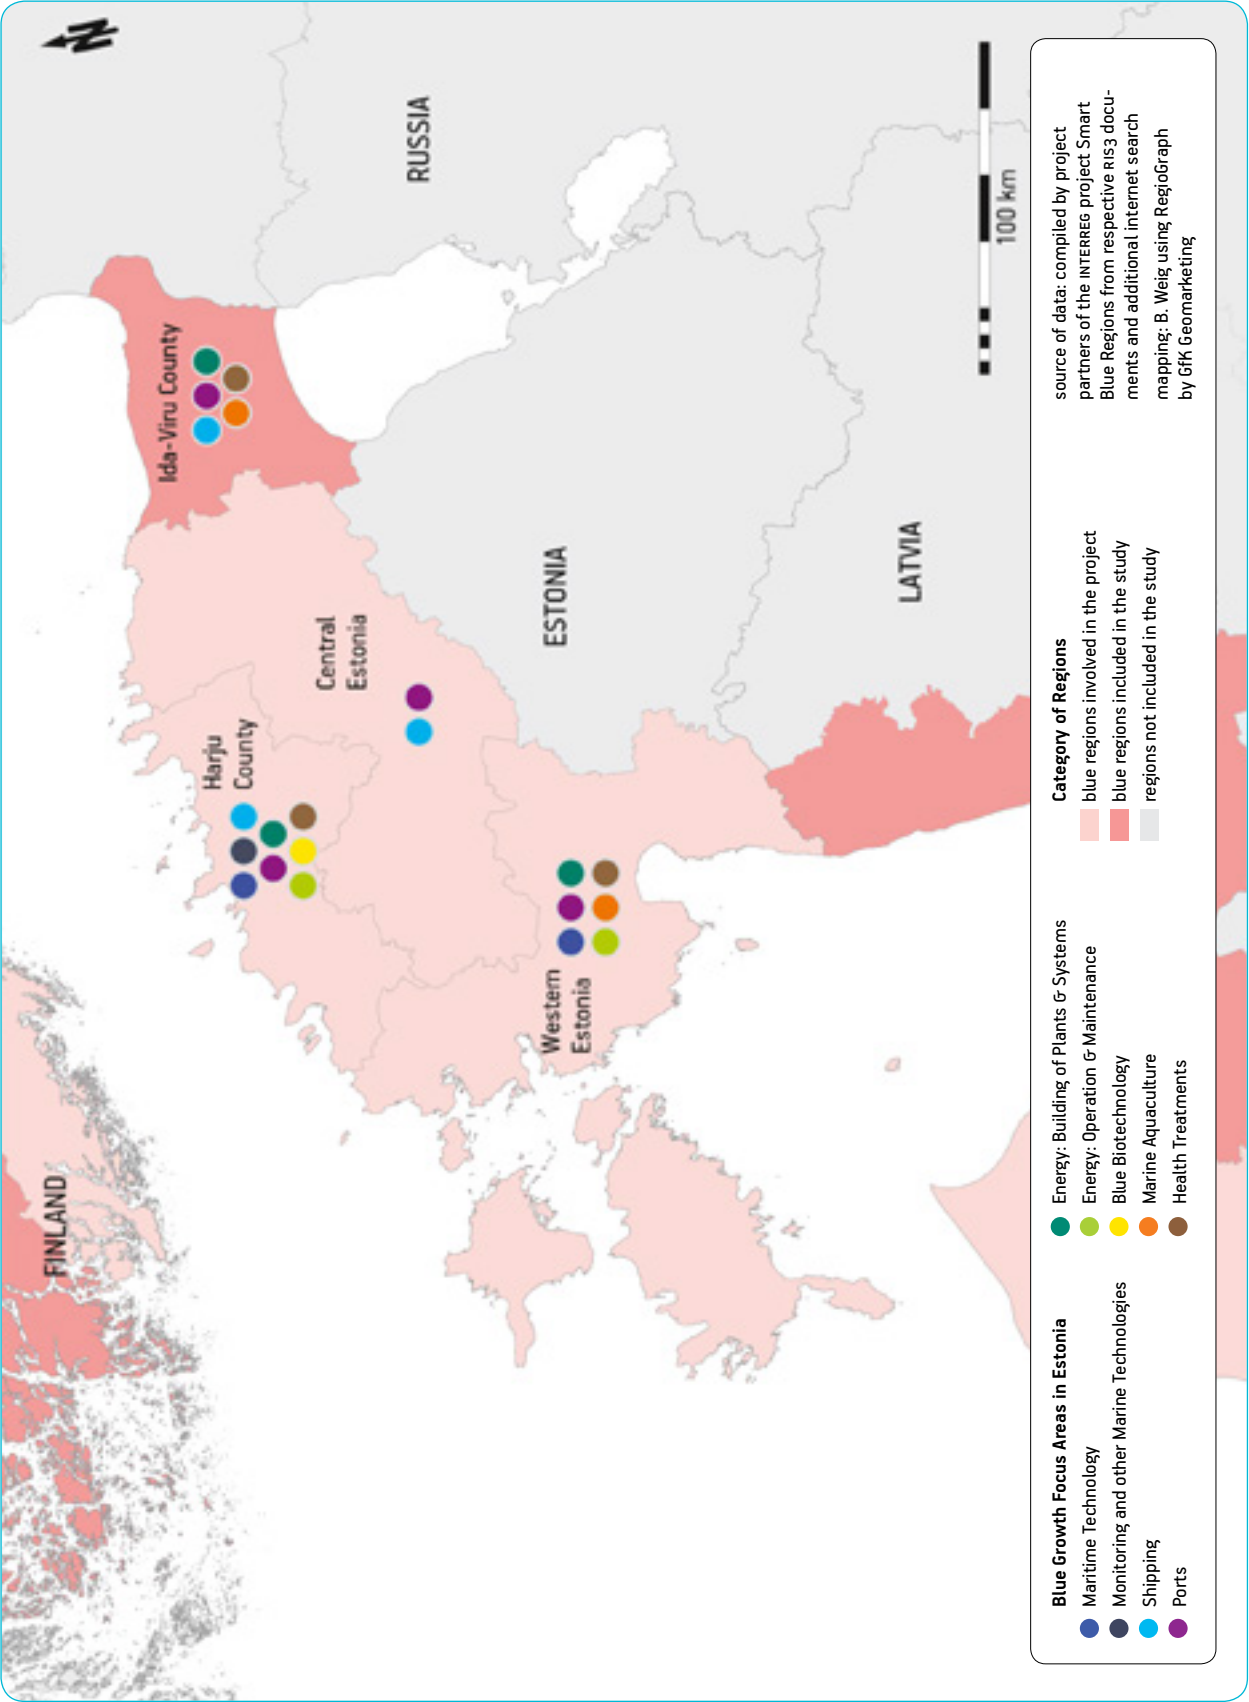 N
FINLAND
RUSSIA
Ida-Viru County
Harju
County
Central
Estonia
Western
Estonia
ESTONIA
LATVIA
100 km
Blue Growth Focus Areas in Estonia
Maritime Technology
Monitoring and other Marine Technologies
Shipping
Ports
Energy: Building of Plants & Systems
Energy: Operation & Maintenance
Blue Biotechnology
Marine Aquaculture
Health Treatments
Category of Regions
blue regions involved in the project
blue regions included in the study
regions not included in the study
source of data: compiled by project
partners of the INTERREG project Smart
Blue Regions from respective RIS3 docu-
ments and additional internet search
mapping: B. Weig using RegioGraph
by GfK Geomarketing